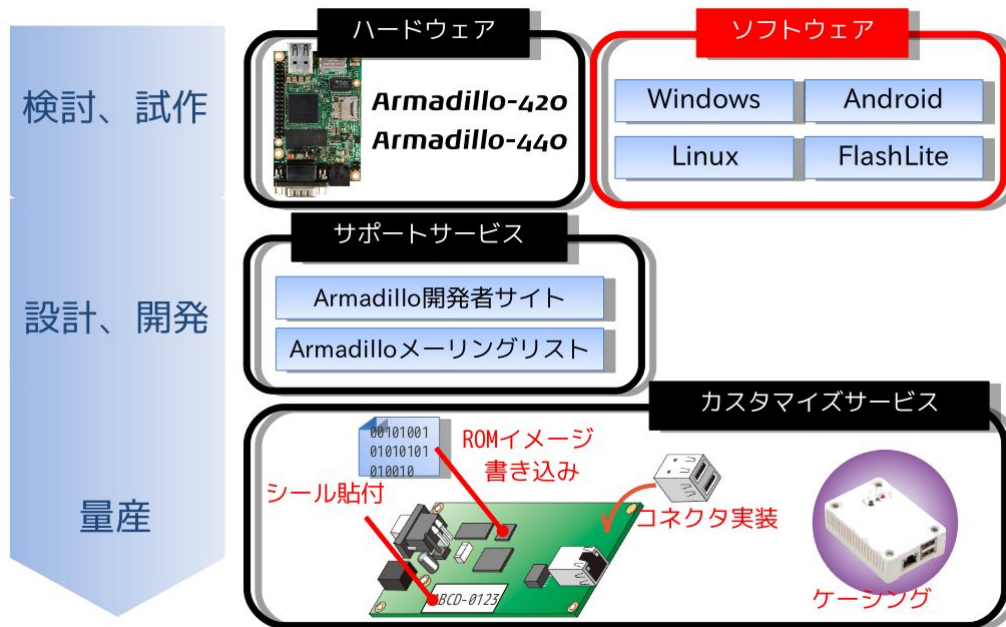 検討、試作
ハードウェア
Armadillo-420
Armadillo-440
ソフトウェア
Windows
Android
Linux
FlashLite
設計、開発
サポートサービス
Armadillo開発者サイト
Armadilloメーリングリスト
量産
カスタマイズサービス
00101001
01010101
010010
ROMイメージ
書き込み
シール貼付
コネクタ実装
ABCD-0123
ケーシング